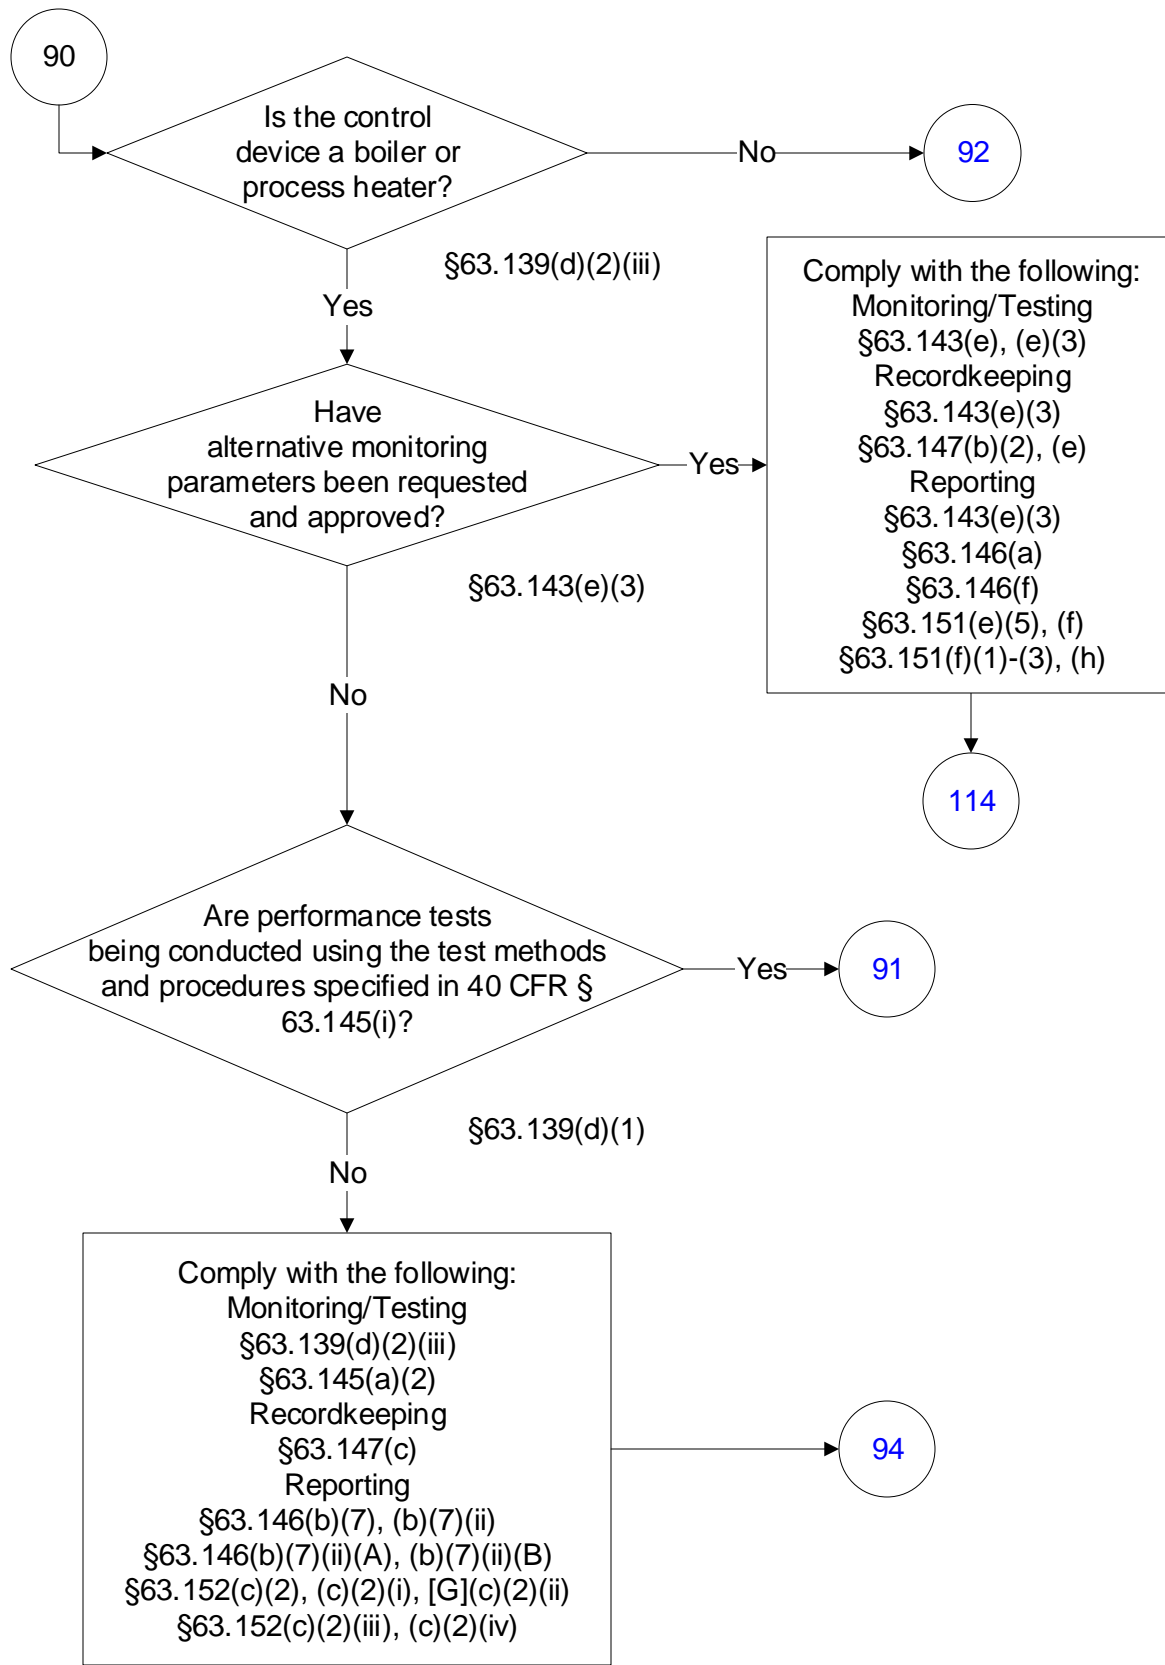 90
Is the control
device a boiler or
process heater?
No
92
§63.139(d)(2)(iii)
Yes
Comply with the following:
Monitoring/Testing
§63.143(e), (e)(3)
Recordkeeping
§63.143(e)(3)
§63.147(b)(2), (e)
Reporting
§63.143(e)(3)
§63.146(a)
§63.146(f)
§63.151(e)(5), (f)
§63.151(f)(1)-(3), (h)
Have
alternative monitoring
parameters been requested
and approved?
Yes
§63.143(e)(3)
No
114
Are performance tests
being conducted using the test methods
and procedures specified in 40 CFR §
63.145(i)?
Yes
91
§63.139(d)(1)
No
Comply with the following:
Monitoring/Testing
§63.139(d)(2)(iii)
§63.145(a)(2)
Recordkeeping
§63.147(c)
Reporting
§63.146(b)(7), (b)(7)(ii)
§63.146(b)(7)(ii)(A), (b)(7)(ii)(B)
§63.152(c)(2), (c)(2)(i), [G](c)(2)(ii)
§63.152(c)(2)(iii), (c)(2)(iv)
94